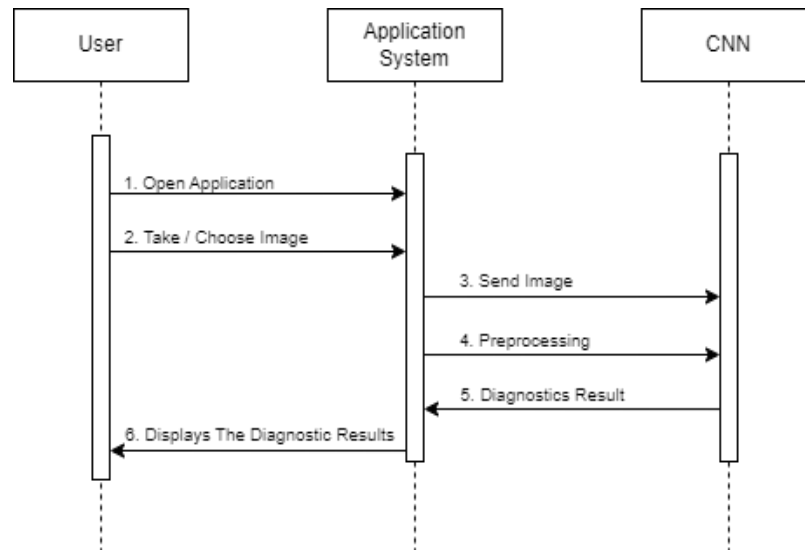 User
Application
System
CNN
1. Open Application
2. Take / Choose Image
3. Send Image
4. Preprocessing
5. Diagnostics Result
6. Displays The Diagnostic Results